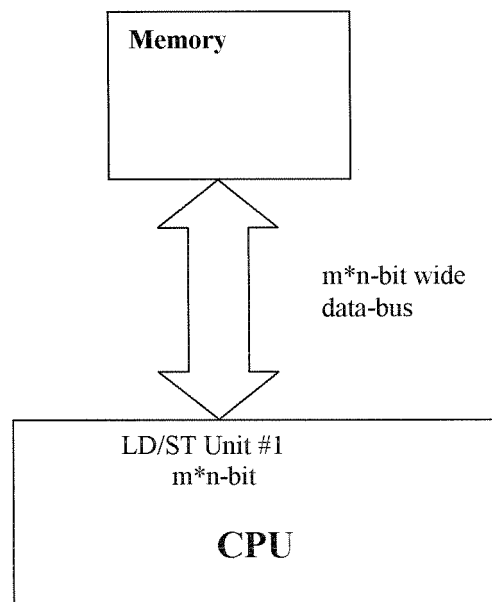 Memory
m*n-bit wide
data-bus
LD/ST Unit #1
m*n-bit
CPU